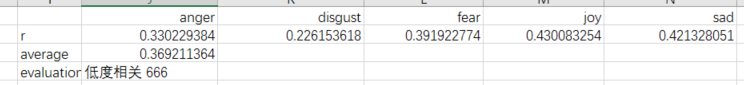 anger disgust fear joy sad
r 0.330229384 0.226153618 0.391922774 0.430083254 0.421328051
average 0.369211364
evaluation 低度相关 666